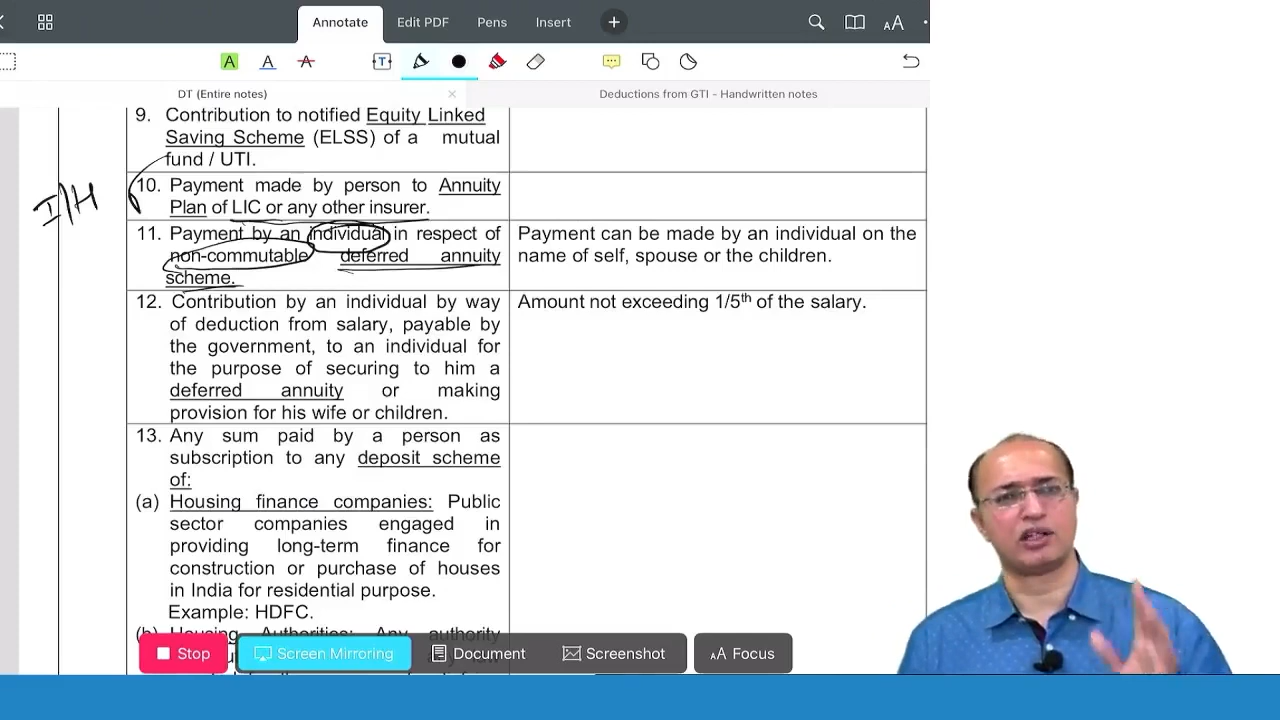 Annotate
Edit PDF
Pens
Insert
AA
A
A
A
T
DT (Entire notes)
Deductions from GTI - Handwritten notes
9. Contribution to notified Equity Linked
Saving Scheme (ELSS) of a mutual
fund / UTI.
I/H
10. Payment made by person to Annuity
Plan of LIC or any other insurer.
11. Payment by an individual in respect of
non-commutable deferred annuity
scheme.
Payment can be made by an individual on the
name of self, spouse or the children.
12. Contribution by an individual by way
of deduction from salary, payable by
the government, to an individual for
the purpose of securing to him a
deferred annuity or making
provision for his wife or children.
Amount not exceeding 1/5th of the salary.
13. Any sum paid by a person as
subscription to any deposit scheme
of:
(a) Housing finance companies: Public
sector companies engaged in
providing long-term finance for
construction or purchase of houses
in India for residential purpose.
Example: HDFC.
(b) Housing Authorities: Any authority
Stop
Screen Mirroring
Document
Screenshot
AA Focus